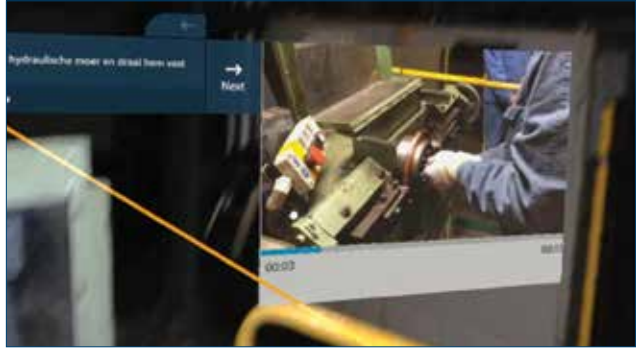 hydraulische moer en draai hem vast
→
Next
00:03